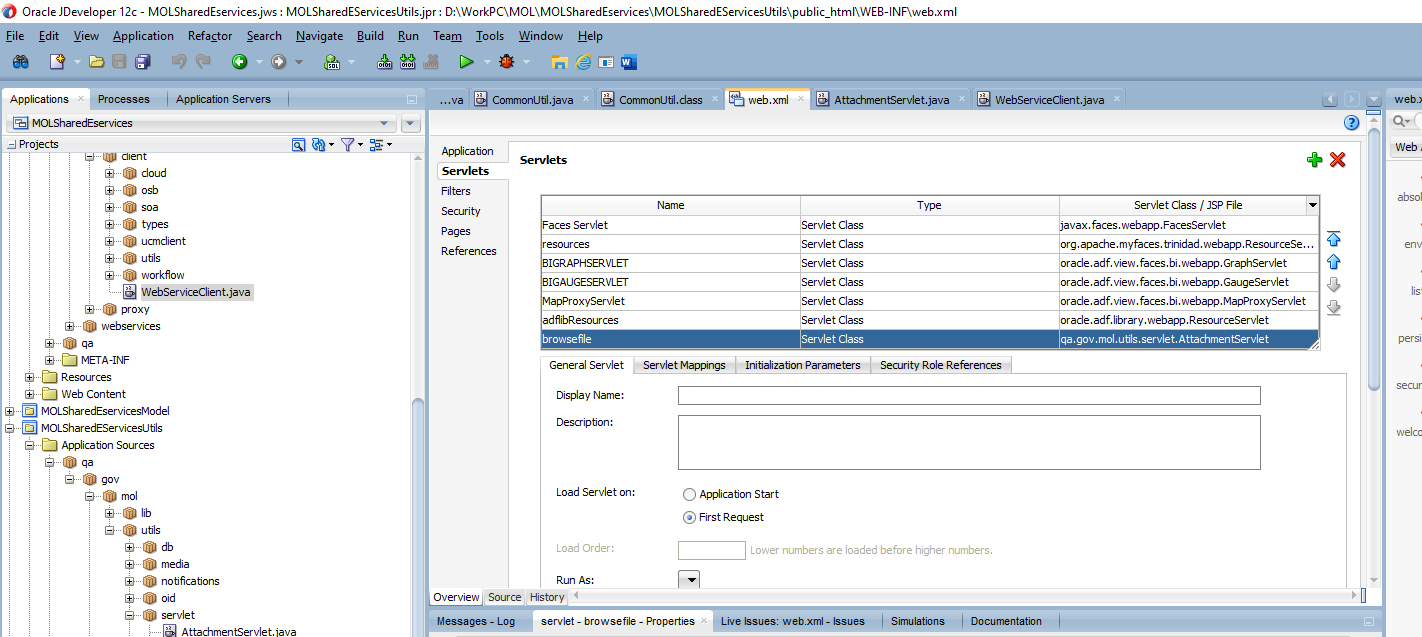 Oracle JDeveloper 12c - MOLSharedEservices.jws : MOLSharedEServicesUtils.jpr : D:\WorkPC\MOL\MOLSharedEservices\MOLSharedEServicesUtils\public_html\WEB-INF\web.xml
File Edit View Application Refactor Search Navigate Build Run Team Tools Window Help
Applications Processes Application Servers
MOLSharedEservices
Projects
client
cloud
osb
soa
types
ucmclient
utils
workflow
WebServiceClient.java
proxy
webservices
qa
META-INF
Resources
Web Content
MOLSharedEservicesModel
MOLSharedEServicesUtils
Application Sources
qa
gov
mol
lib
utils
db
media
notifications
oid
servlet
AttachmentServlet.java
...va CommonUtil.java CommonUtil.class web.xml AttachmentServlet.java WebServiceClient.java
Application
Servlets
Filters
Security
Pages
References
Servlets
Name Type Servlet Class / JSP File
Faces Servlet Servlet Class javax.faces.webapp.FacesServlet
resources Servlet Class org.apache.myfaces.trinidad.webapp.ResourceSe...
BIGRAPHSERVLET Servlet Class oracle.adf.view.faces.bi.webapp.GraphServlet
BIGAUGESERVLET Servlet Class oracle.adf.view.faces.bi.webapp.GaugeServlet
MapProxyServlet Servlet Class oracle.adf.view.faces.bi.webapp.MapProxyServlet
adflibResources Servlet Class oracle.adf.library.webapp.ResourceServlet
browsefile Servlet Class qa.gov.mol.utils.servlet.AttachmentServlet
General Servlet Servlet Mappings Initialization Parameters Security Role References
Display Name:
Description:
Load Servlet on:
Application Start
First Request
Load Order: Lower numbers are loaded before higher numbers.
Run As:
Overview Source History
Messages - Log servlet - browsefile - Properties Live Issues: web.xml - Issues Simulations Documentation
web.x
Web
absol
env
lis
persi
secur
welco